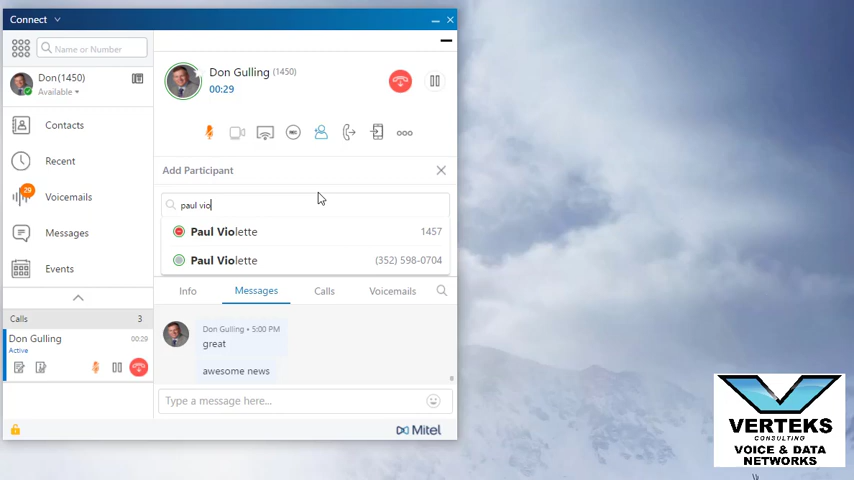 Connect
Name or Number
Don(1450)
Available
Contacts
Recent
29
Voicemails
Messages
Events
Calls 3
Don Gulling 00:29
Active
Don Gulling (1450)
00:29
REC
Add Participant
paul vio
Paul Violette 1457
Paul Violette (352) 598-0704
Info Messages Calls Voicemails
Don Gulling • 5:00 PM
great
awesome news
Type a message here...
Mitel
VERTEKS
CONSULTING
VOICE & DATA
NETWORKS